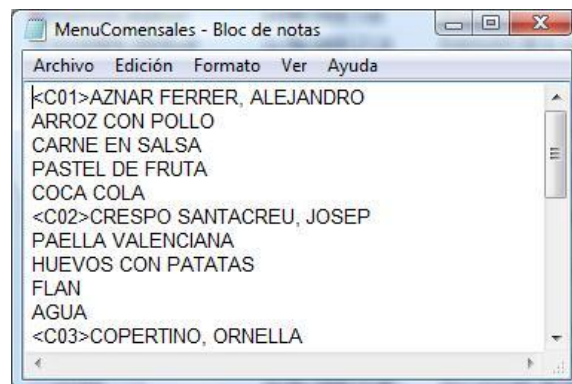 MenuComensales - Bloc de notas
Archivo Edición Formato Ver Ayuda
<C01>AZNAR FERRER, ALEJANDRO
ARROZ CON POLLO
CARNE EN SALSA
PASTEL DE FRUTA
COCA COLA
<C02>CRESPO SANTACREU, JOSEP
PAELLA VALENCIANA
HUEVOS CON PATATAS
FLAN
AGUA
<C03>COPERTINO, ORNELLA